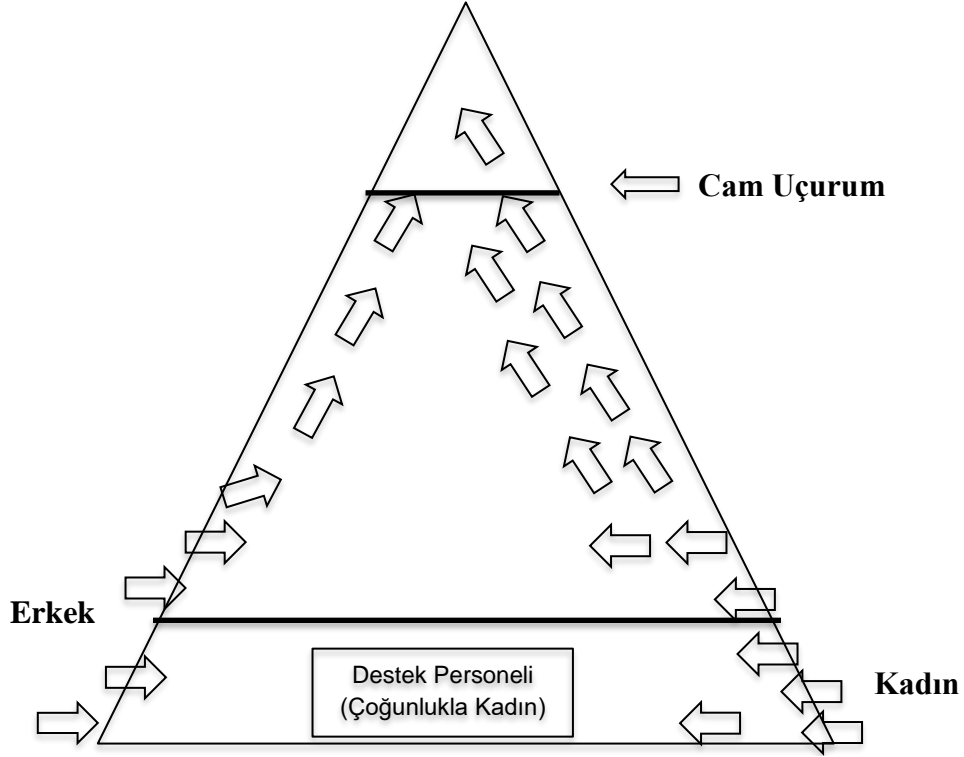 Cam Uçurum
Erkek
Destek Personeli
(Çoğunlukla Kadın)
Kadın